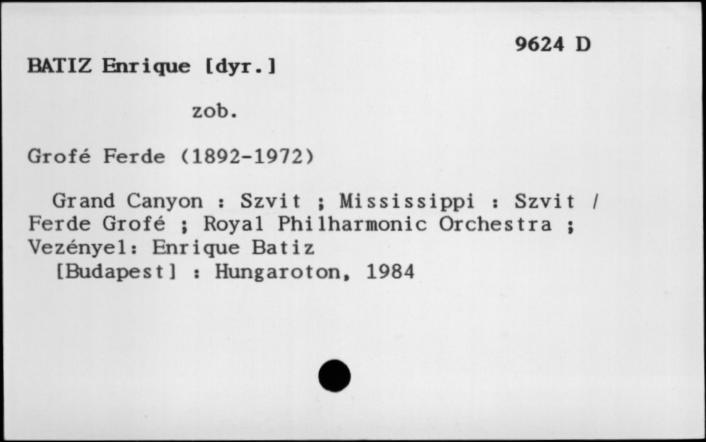 9624 D
BATIZ Enrique [dyr.]
zob.
Grofé Ferde (1892-1972)
Grand Canyon : Szvit ; Mississippi : Szvit /
Ferde Grofé ; Royal Philharmonic Orchestra ;
Vezényel: Enrique Batiz
[Budapest] : Hungaroton, 1984